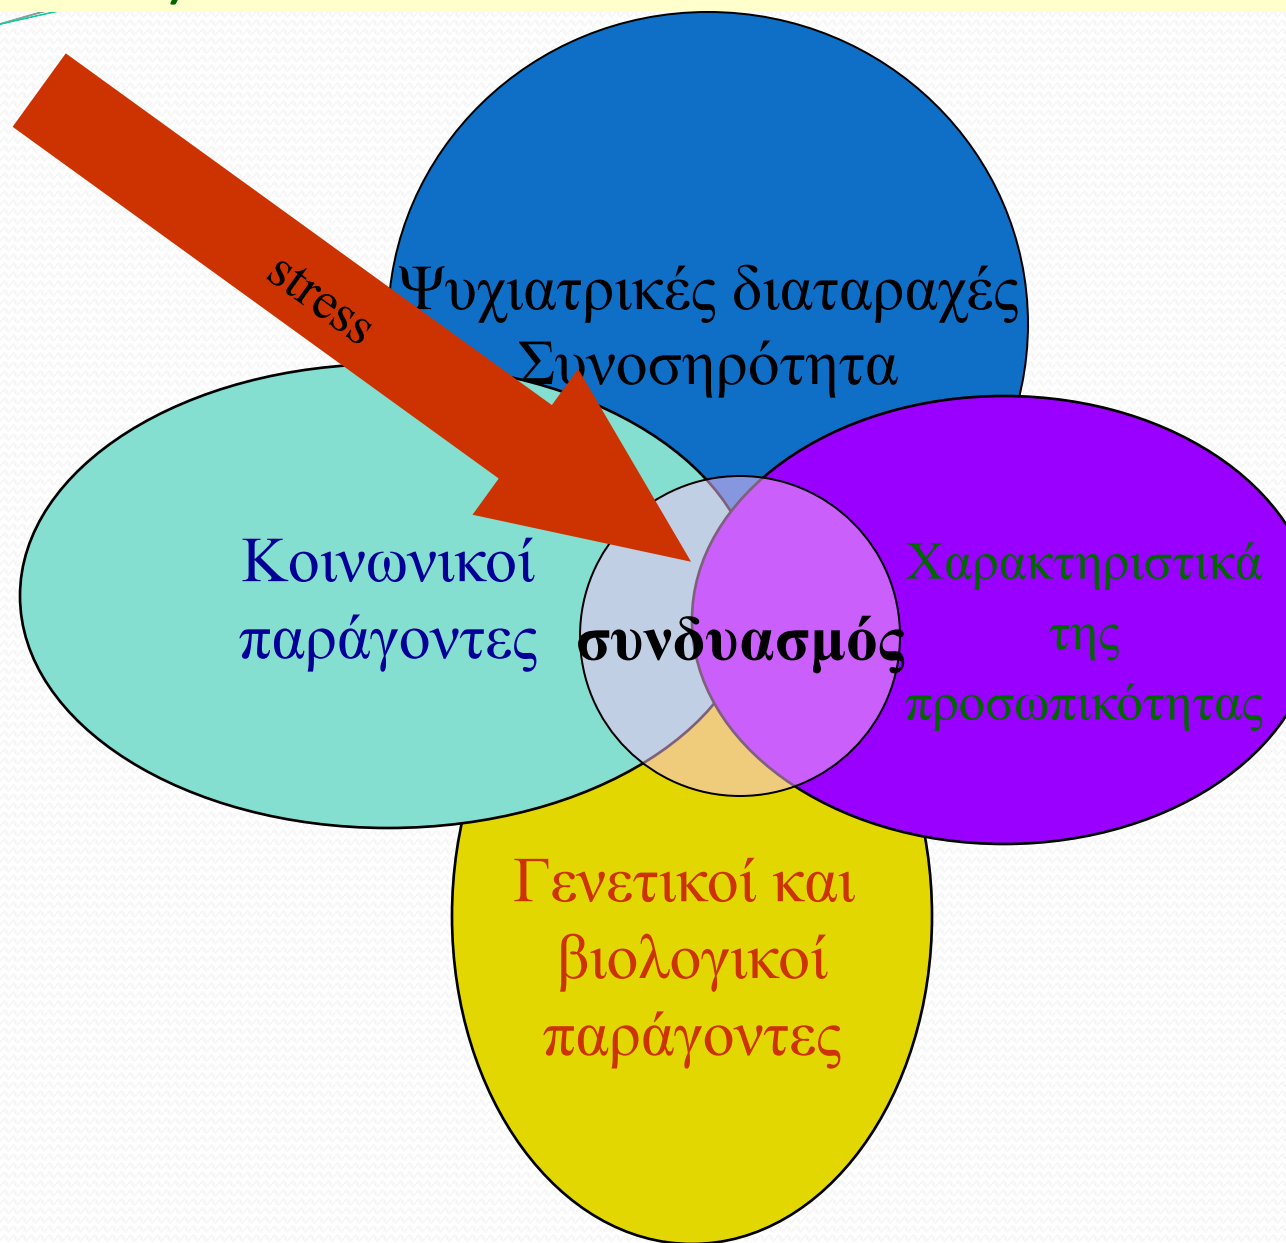 stress
Ψυχιατρικές διαταραχές
Συνοσηρότητα
Κοινωνικοί
παράγοντες
συνδυασμός
Χαρακτηριστικά
της
προσωπικότητας
Γενετικοί και
βιολογικοί
παράγοντες